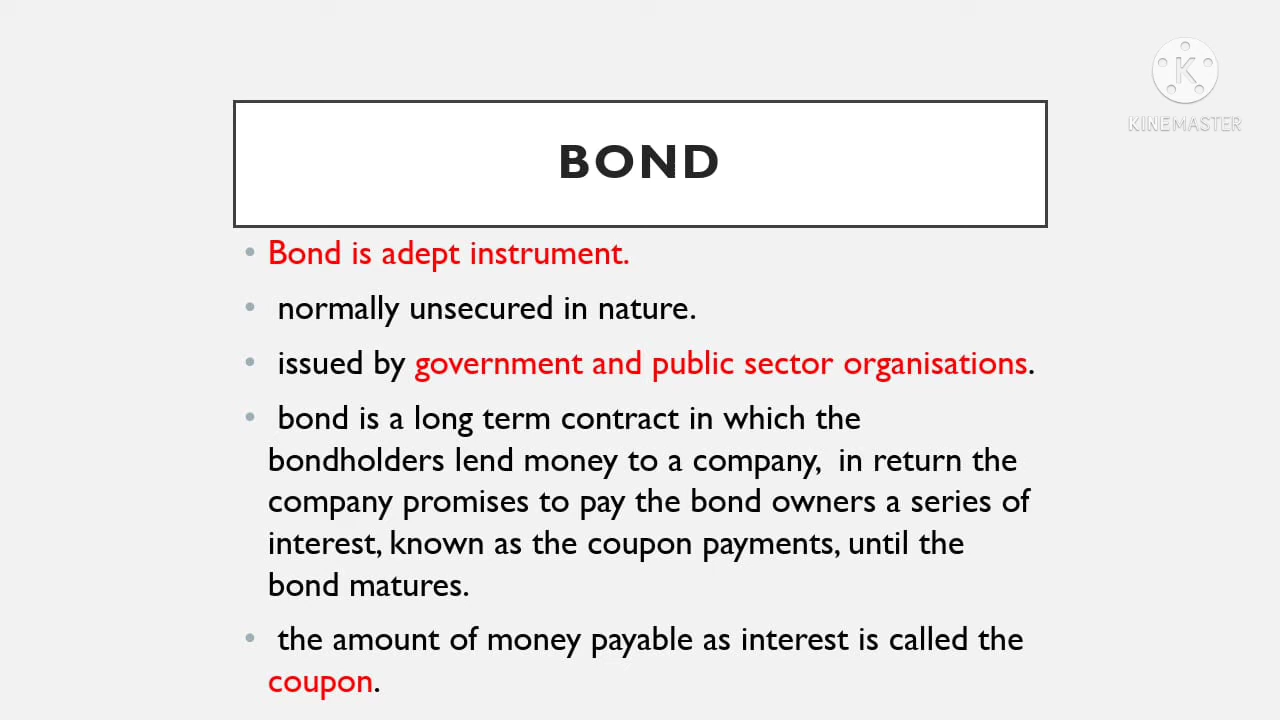 KINEMASTER
BOND
• Bond is adept instrument.
• normally unsecured in nature.
• issued by government and public sector organisations.
• bond is a long term contract in which the
bondholders lend money to a company, in return the
company promises to pay the bond owners a series of
interest, known as the coupon payments, until the
bond matures.
• the amount of money payable as interest is called the
coupon.